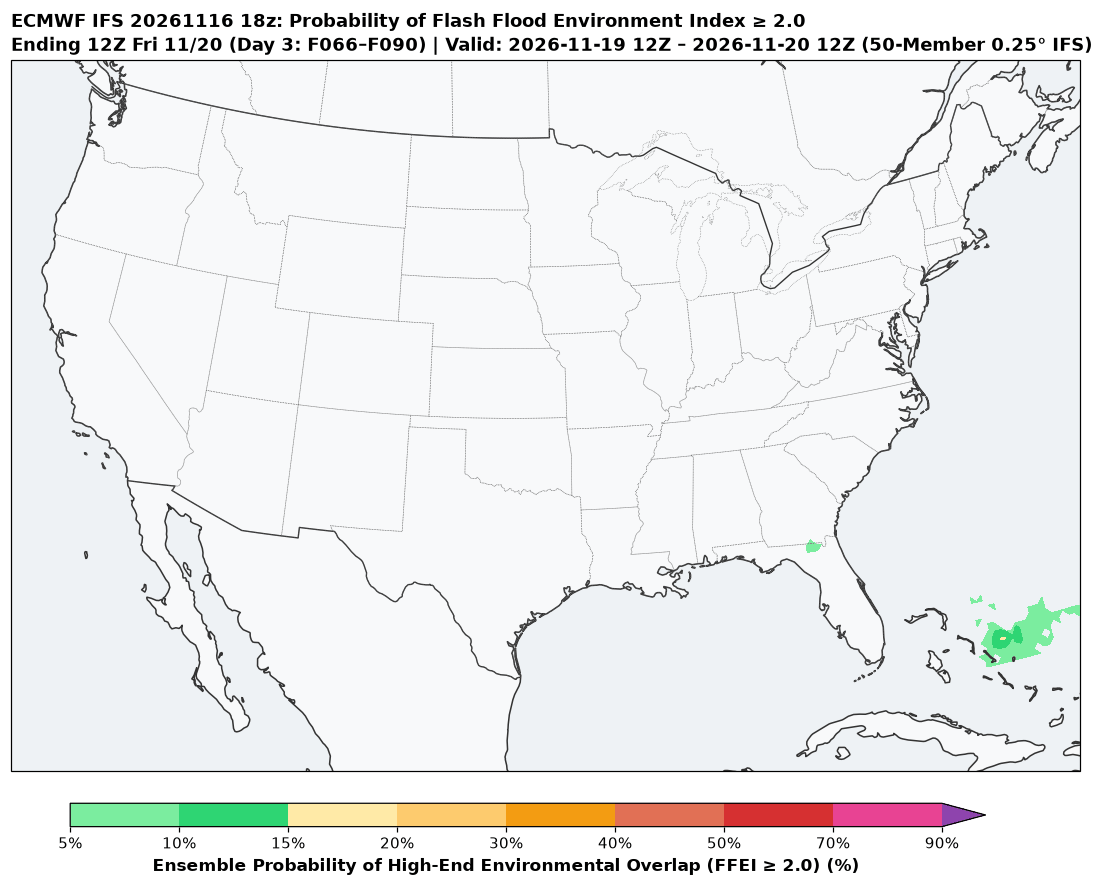 ECMWF IFS 20261116 18z: Probability of Flash Flood Environment Index ≥ 2.0
Ending 12Z Fri 11/20 (Day 3: F066–F090) | Valid: 2026-11-19 12Z – 2026-11-20 12Z (50-Member 0.25° IFS)
5% 10% 15% 20% 30% 40% 50% 70% 90%
Ensemble Probability of High-End Environmental Overlap (FFEI ≥ 2.0) (%)